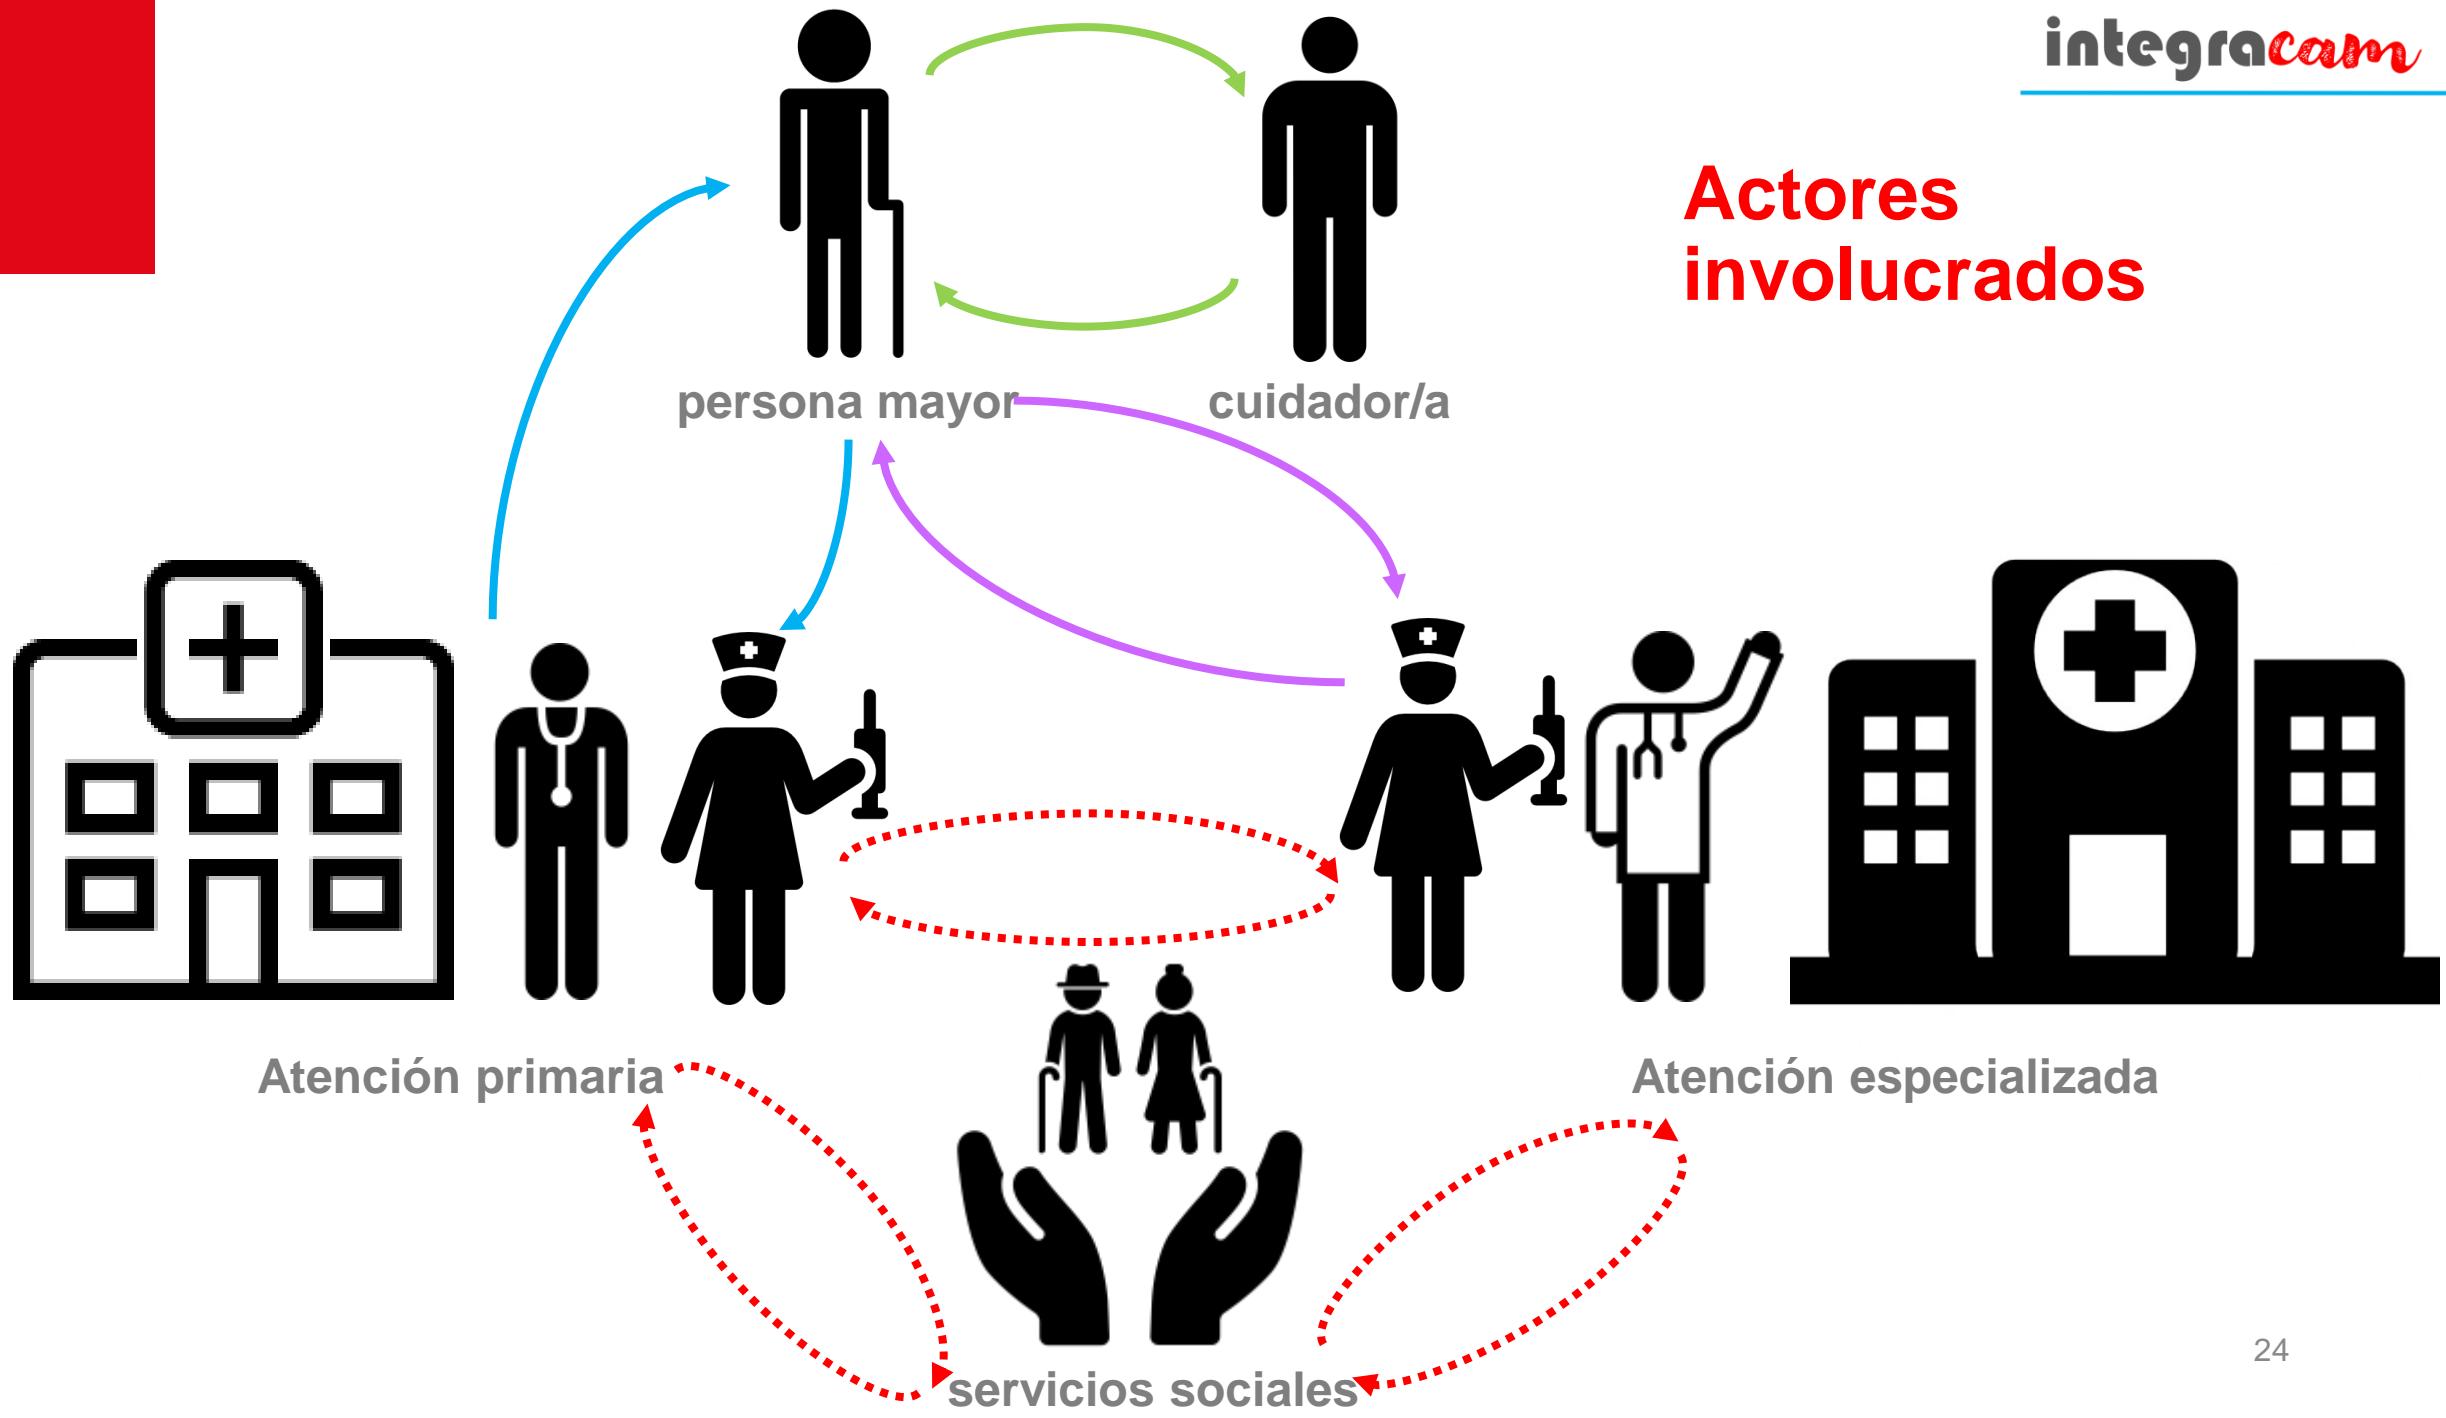 integracam
Actores
involucrados
persona mayor
cuidador/a
Atención primaria
Atención especializada
servicios sociales
24